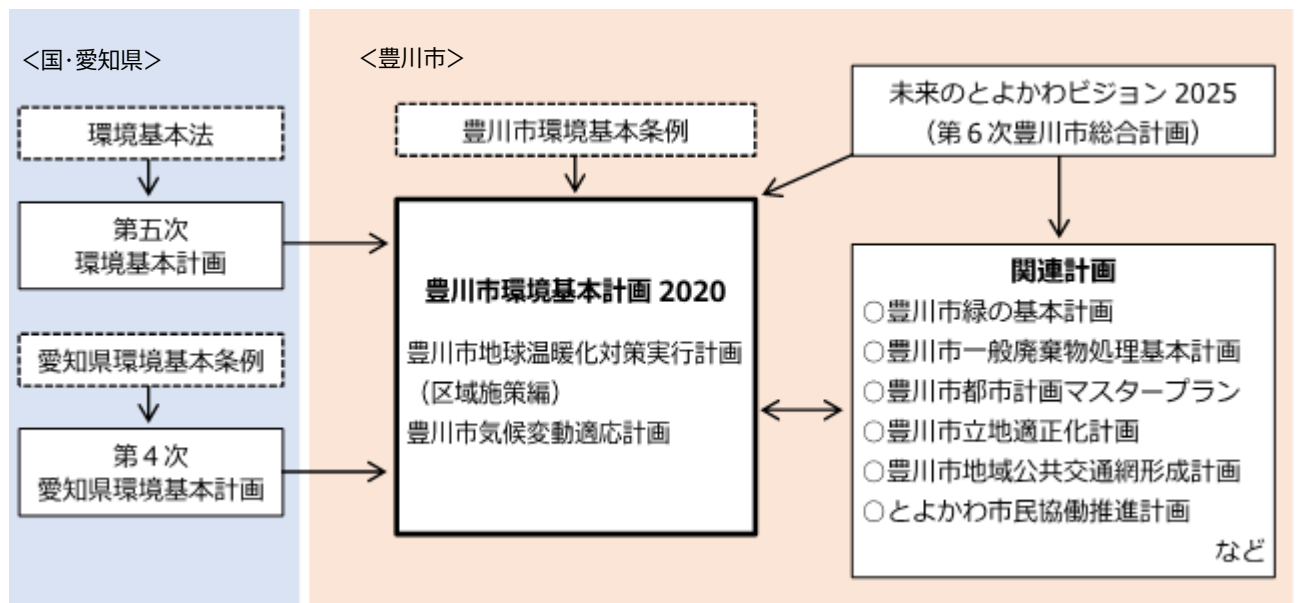 ＜国･愛知県＞
環境基本法
第五次
環境基本計画
愛知県環境基本条例
第４次
愛知県環境基本計画
＜豊川市＞
豊川市環境基本条例
豊川市環境基本計画 2020
豊川市地球温暖化対策実行計画
（区域施策編）
豊川市気候変動適応計画
未来のとよかわビジョン 2025
（第６次豊川市総合計画）
関連計画
○豊川市緑の基本計画
○豊川市一般廃棄物処理基本計画
○豊川市都市計画マスタープラン
○豊川市立地適正化計画
○豊川市地域公共交通網形成計画
○とよかわ市民協働推進計画
など